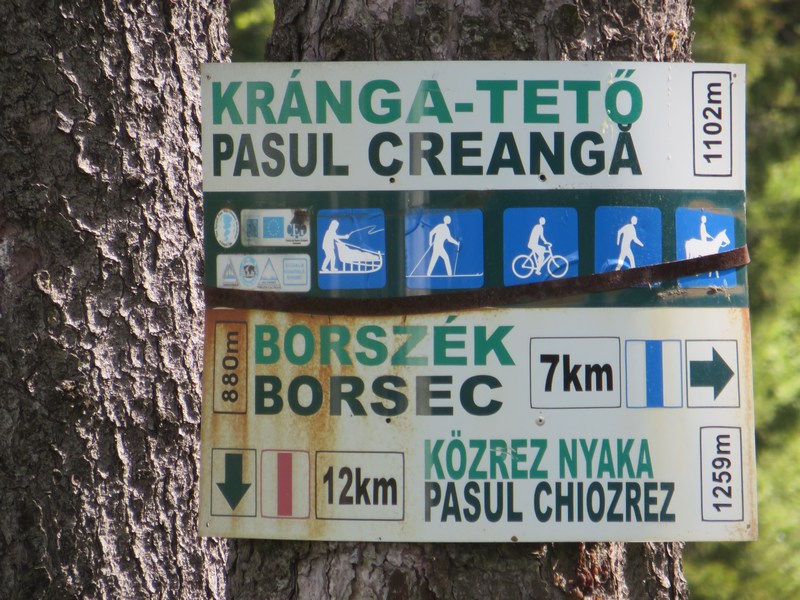 KRÁNGA-TETŐ
PASUL CREANGĂ
1102m
880m
BORSZÉK
BORSEC
7km
12km
KÖZREZ NYAKA
PASUL CHIOZREZ
1259m